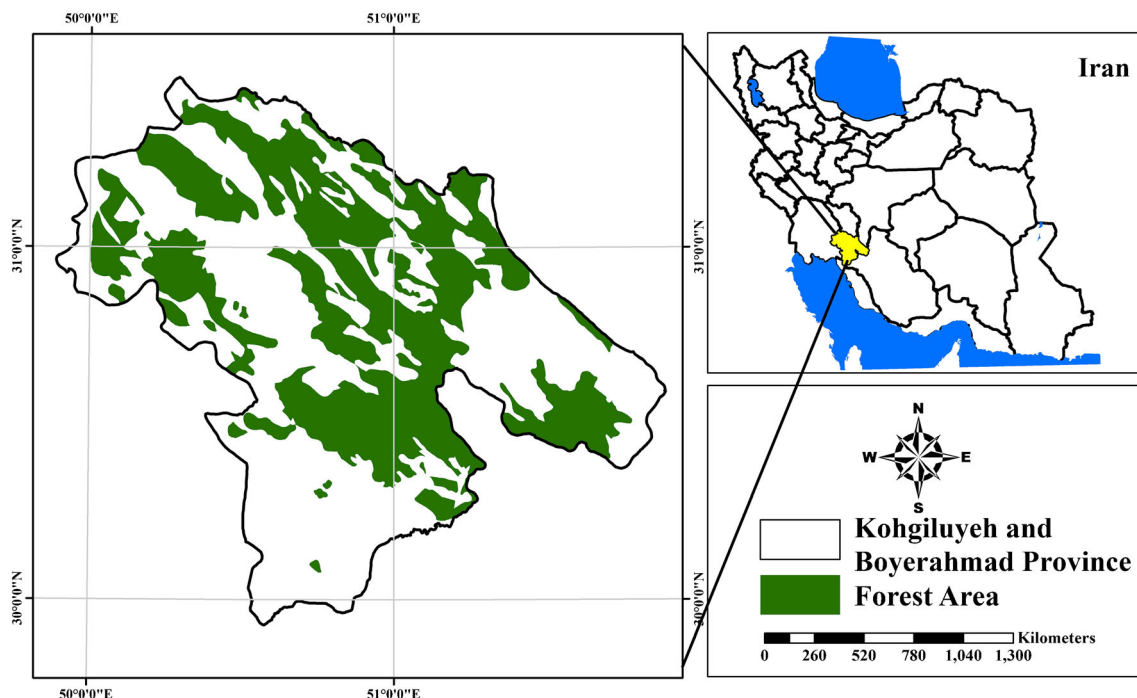 50°0'0"E
51°0'0"E
31°0'0"N
30°0'0"N
31°0'0"N
30°0'0"N
50°0'0"E
51°0'0"E
Iran
N
W
E
S
Kohgiluyeh and
Boyerahmad Province
Forest Area
Kilometers
0 260 520 780 1,040 1,300